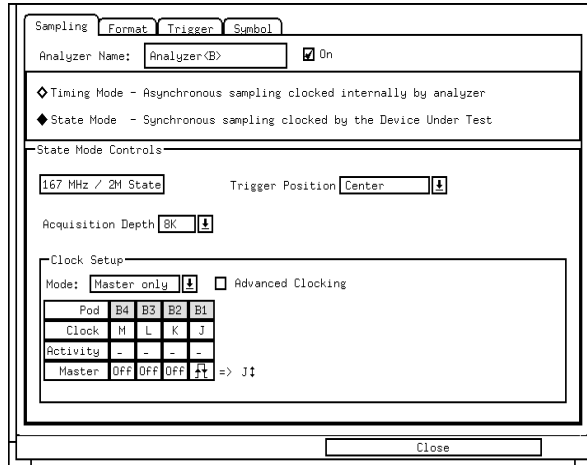 Sampling Format Trigger Symbol
Analyzer Name: Analyzer<B> On
Timing Mode - Asynchronous sampling clocked internally by analyzer
State Mode - Synchronous sampling clocked by the Device Under Test
State Mode Controls
167 MHz / 2M State Trigger Position Center
Acquisition Depth 8K
Clock Setup
Mode: Master only Advanced Clocking
Pod B4 B3 B2 B1
Clock M L K J
Activity - - - -
Master Off Off Off => J↕
Close